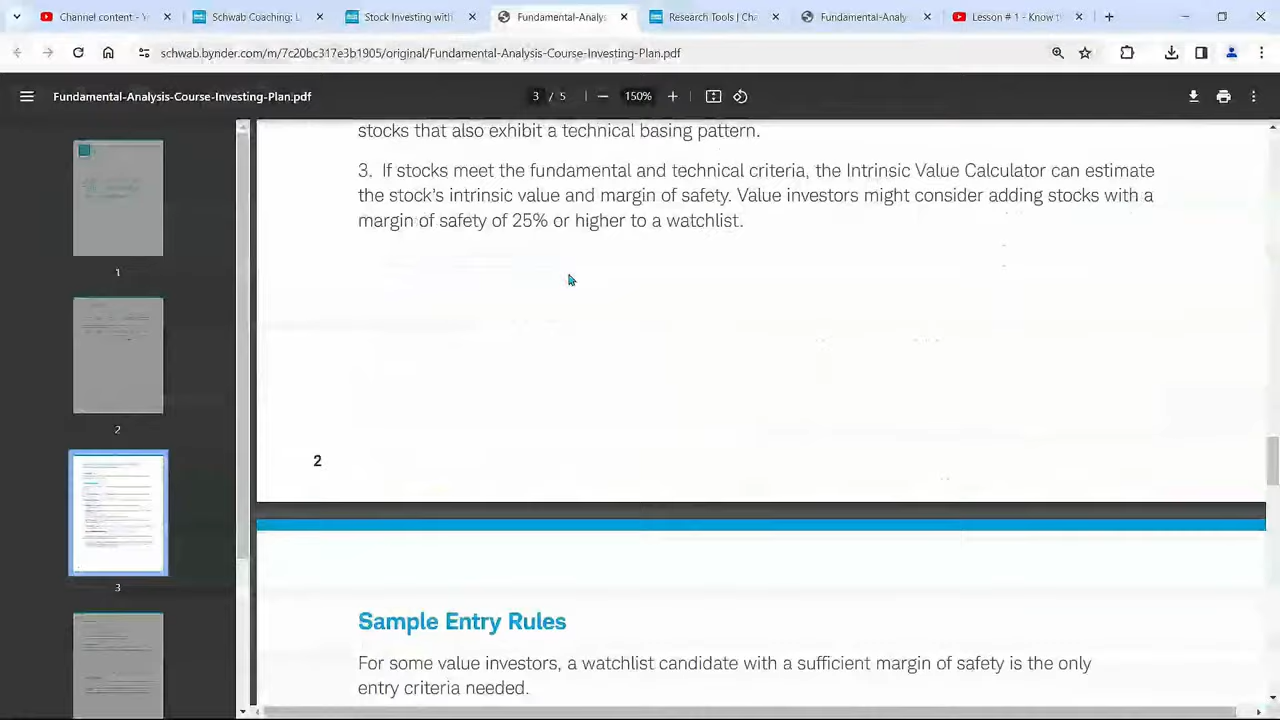 Channel content - Y
Schwab Coaching: L
esting with
Fundamental-Analys
Research Tools | C
Fundamental-Analy
Lesson # 1 - Know t
schwab.bynder.com/m/7c20bc317e3b1905/original/Fundamental-Analysis-Course-Investing-Plan.pdf
Fundamental-Analysis-Course-Investing-Plan.pdf
3 / 5
150%
stocks that also exhibit a technical basing pattern.
3. If stocks meet the fundamental and technical criteria, the Intrinsic Value Calculator can estimate
the stock's intrinsic value and margin of safety. Value investors might consider adding stocks with a
margin of safety of 25% or higher to a watchlist.
1
2
2
3
Sample Entry Rules
For some value investors, a watchlist candidate with a sufficient margin of safety is the only
entry criteria needed.